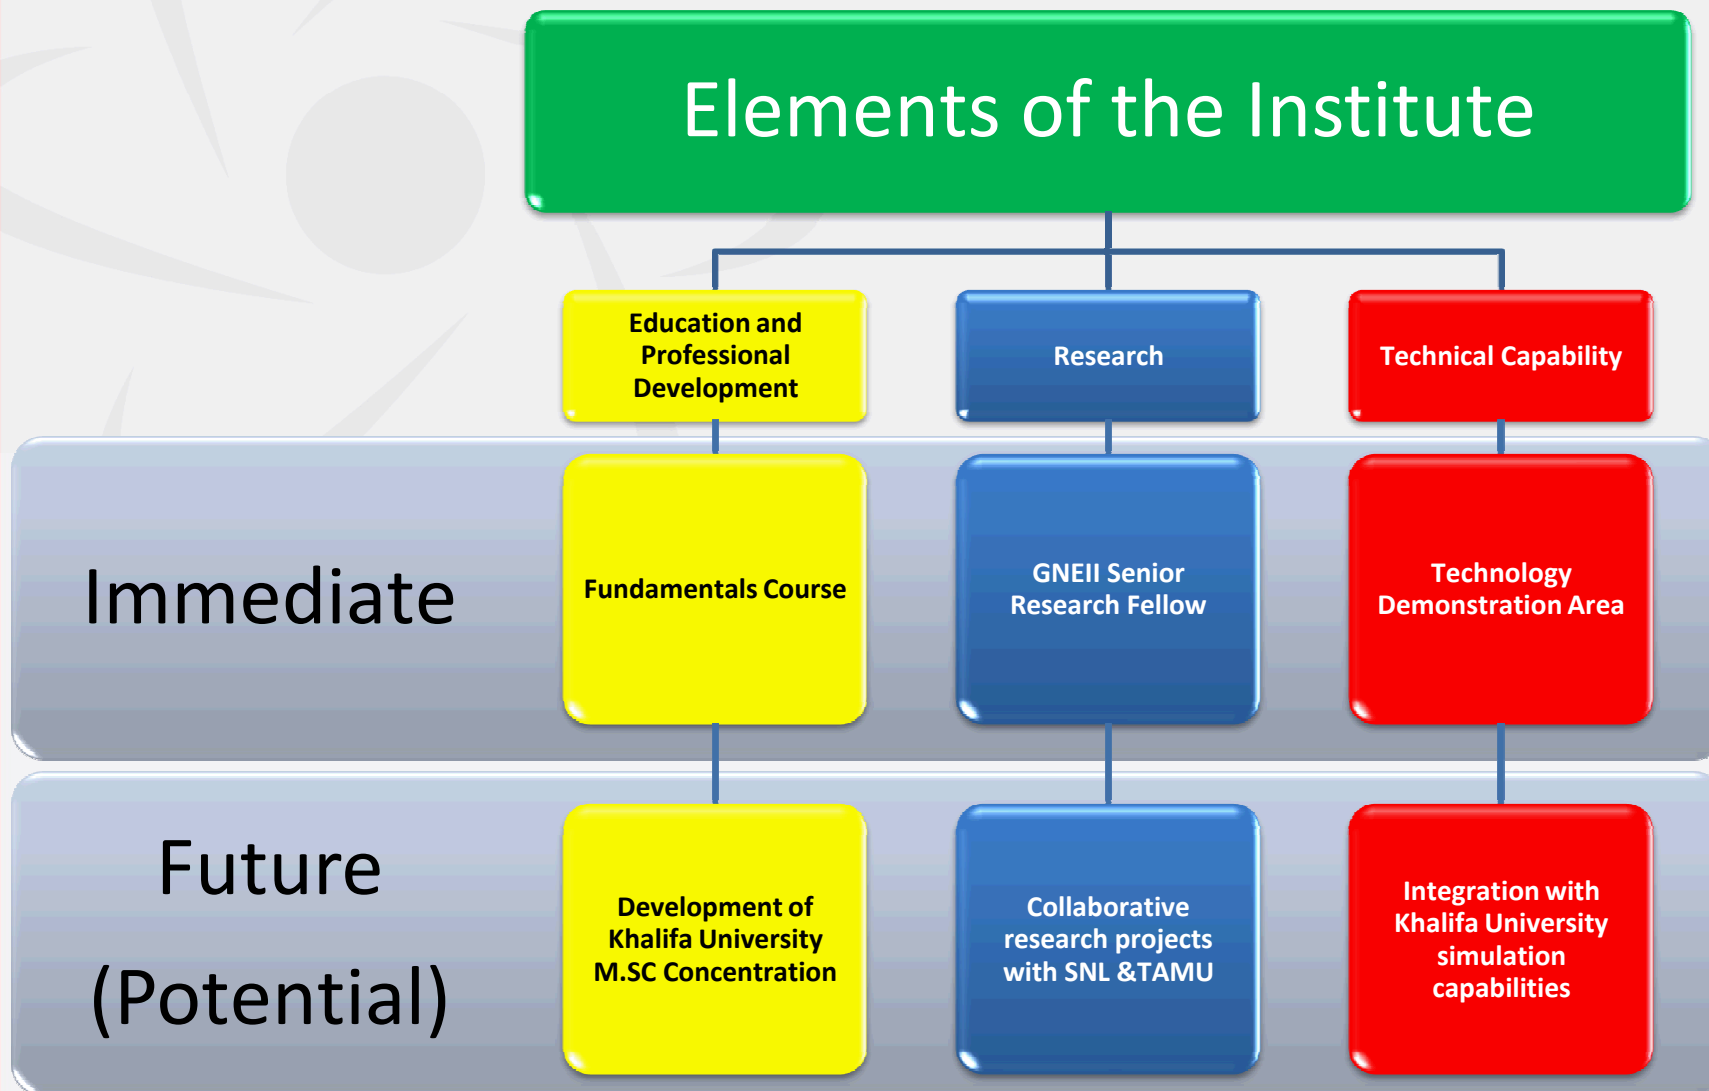 Elements of the Institute
Education and
Professional
Development
Research
Technical Capability
Immediate
Fundamentals Course
GNEII Senior
Research Fellow
Technology
Demonstration Area
Future
(Potential)
Development of
Khalifa University
M.SC Concentration
Collaborative
research projects
with SNL &TAMU
Integration with
Khalifa University
simulation
capabilities